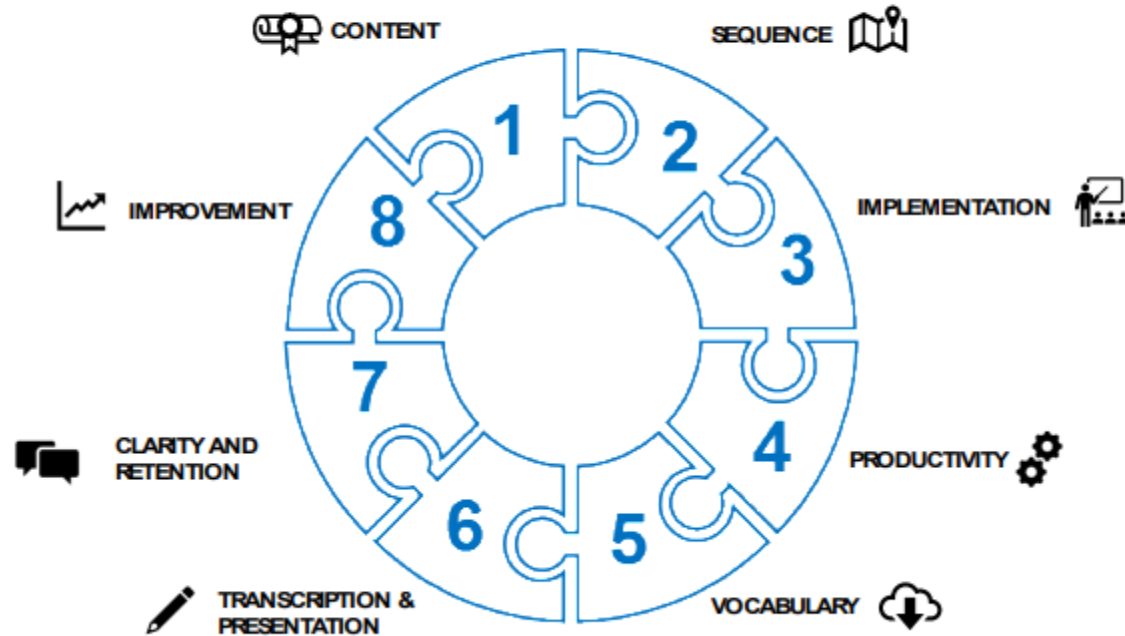 CONTENT
SEQUENCE
1
2
IMPROVEMENT
8
IMPLEMENTATION
3
7
CLARITY AND
RETENTION
4
PRODUCTIVITY
6
5
TRANSCRIPTION &
PRESENTATION
VOCABULARY